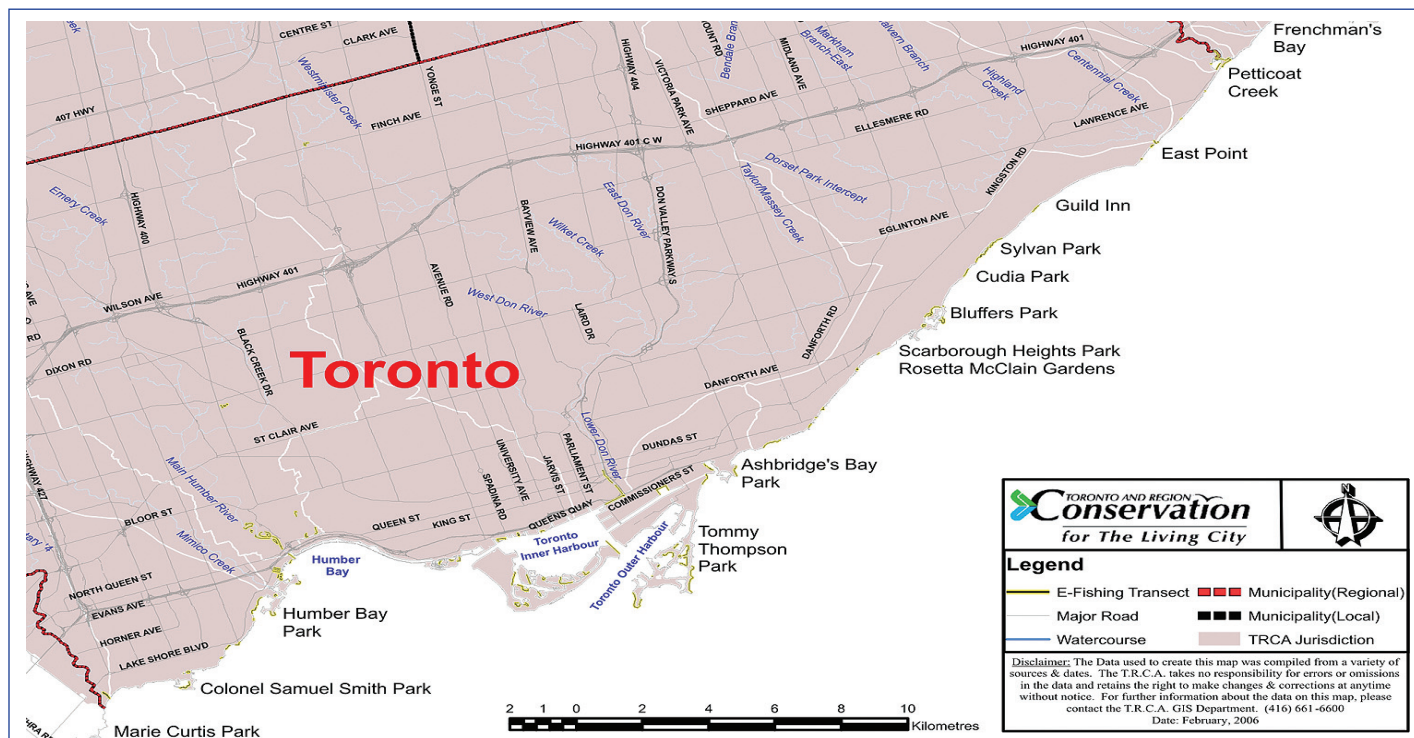 CENTRE ST
CLARK AVE
Westminister Creek
YONGE ST
407 HWY
FINCH AVE
HIGHWAY 404
VICTORIA PARK AVE
Bendale Bran
MIDLAND AVE
Markham
Branch-East
alvern Branch
HIGHWAY 401
Highland
Creek
Centennial Creek
Frenchman's
Bay
Petticoat
Creek
SHEPPARD AVE
ELLESMERE RD
LAWRENCE AVE
East Point
HIGHWAY 401 C W
Emery Creek
HIGHWAY 400
BAYVIEW AVE
Wilket Creek
East Don River
DON VALLEY PARKWAY S
Taylor/Massey Creek
Dorset Park Intercept
KINGSTON RD
EGLINTON AVE
Guild Inn
Sylvan Park
Cudia Park
WILSON AVE
HIGHWAY 401
AVENUE RD
West Don River
LAIRD DR
DANFORTH RD
Bluffers Park
DIXON RD
BLACK CREEK DR
Toronto
Scarborough Heights Park
Rosetta McClain Gardens
DANFORTH AVE
ST CLAIR AVE
Lower Don River
DUNDAS ST
Main Humber River
UNIVERSITY AVE
JARVIS ST
PARLIAMENT ST
SPADINA RD
COMMISSIONERS ST
Ashbridge's Bay
Park
BLOOR ST
Mimico Creek
QUEEN ST
KING ST
QUEENS QUAY
Toronto
Inner Harbour
Toronto Outer Harbour
Tommy
Thompson
Park
Humber
Bay
NORTH QUEEN ST
EVANS AVE
HORNER AVE
LAKE SHORE BLVD
Humber Bay
Park
Colonel Samuel Smith Park
Marie Curtis Park
2 1 0 2 4 6 8 10
Kilometres
TORONTO AND REGION
Conservation
for The Living City
Legend
E-Fishing Transect
Municipality(Regional)
Major Road
Municipality(Local)
Watercourse
TRCA Jurisdiction
Disclaimer: The Data used to create this map was compiled from a variety of
sources & dates. The T.R.C.A. takes no responsibility for errors or omissions
in the data and retains the right to make changes & corrections at anytime
without notice. For further information about the data on this map, please
contact the T.R.C.A. GIS Department. (416) 661-6600
Date: February, 2006